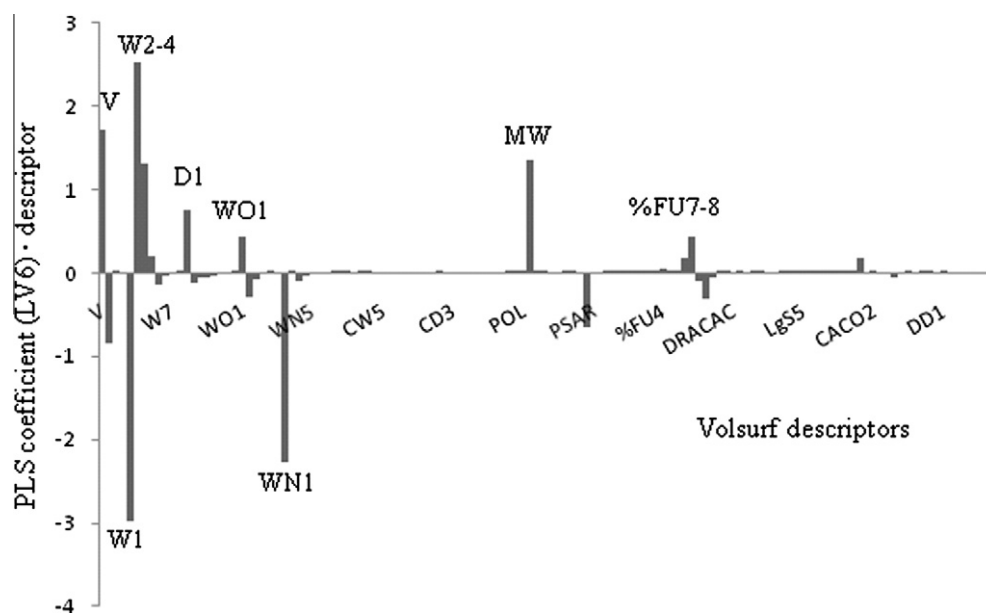 3
2
1
0
-1
-2
-3
-4
PLS coefficient (LV6) · descriptor
V
W2-4
D1
WO1
MW
%FU7-8
W1
WN1
V
W7
WO1
WN5
CW5
CD3
POL
PSAR
%FU4
DRACAC
LgS5
CACO2
DD1
Volsurf descriptors